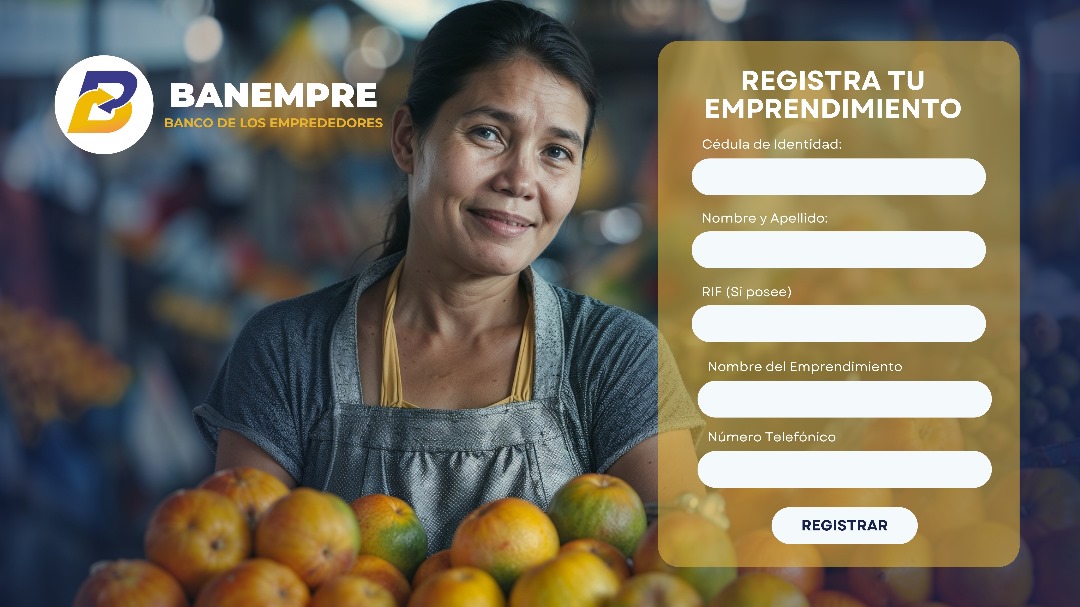 BANEMPRE
BANCO DE LOS EMPREDEDORES
REGISTRA TU
EMPRENDIMIENTO
Cédula de Identidad:
Nombre y Apellido:
RIF (Si posee)
Nombre del Emprendimiento
Número Telefónico
REGISTRAR